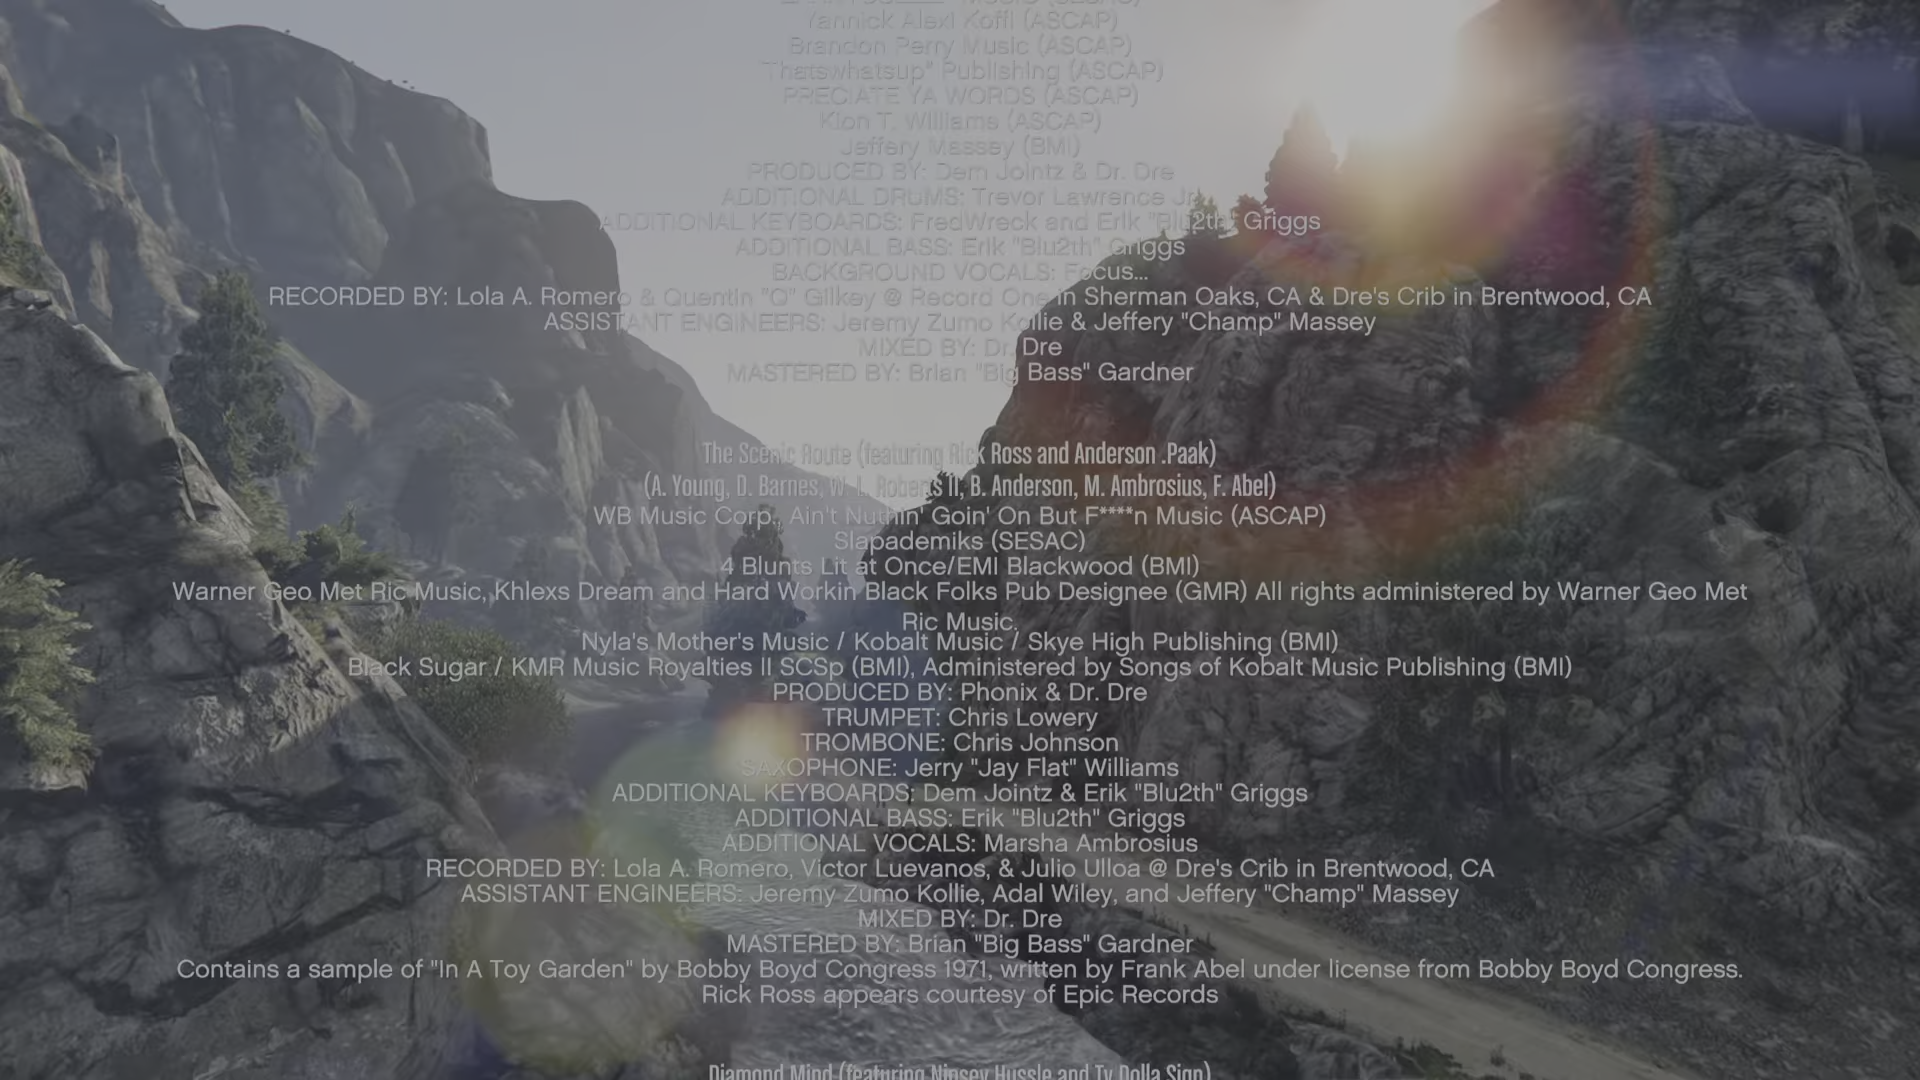 Yannick Alexi Koffi (ASCAP)
Brandon Perry Music (ASCAP)
"Thatswhatsup" Publishing (ASCAP)
PRECIATE YA WORDS (ASCAP)
Kion T. Williams (ASCAP)
Jeffery Massey (BMI)
PRODUCED BY: Dem Jointz & Dr. Dre
ADDITIONAL DRUMS: Trevor Lawrence Jr.
ADDITIONAL KEYBOARDS: FredWreck and Erik "Blu2th" Griggs
ADDITIONAL BASS: Erik "Blu2th" Griggs
BACKGROUND VOCALS: Focus...
RECORDED BY: Lola A. Romero & Quentin "Q" Gilkey @ Record One in Sherman Oaks, CA & Dre's Crib in Brentwood, CA
ASSISTANT ENGINEERS: Jeremy Zumo Kollie & Jeffery "Champ" Massey
MIXED BY: Dr. Dre
MASTERED BY: Brian "Big Bass" Gardner
The Scenic Route (featuring Rick Ross and Anderson .Paak)
(A. Young, D. Barnes, W. L. Roberts II, B. Anderson, M. Ambrosius, F. Abel)
WB Music Corp., Ain't Nuthin' Goin' On But F****n Music (ASCAP)
Slapademiks (SESAC)
4 Blunts Lit at Once/EMI Blackwood (BMI)
Warner Geo Met Ric Music, Khlexs Dream and Hard Workin Black Folks Pub Designee (GMR) All rights administered by Warner Geo Met
Ric Music.
Nyla's Mother's Music / Kobalt Music / Skye High Publishing (BMI)
Black Sugar / KMR Music Royalties II SCSp (BMI), Administered by Songs of Kobalt Music Publishing (BMI)
PRODUCED BY: Phonix & Dr. Dre
TRUMPET: Chris Lowery
TROMBONE: Chris Johnson
SAXOPHONE: Jerry "Jay Flat" Williams
ADDITIONAL KEYBOARDS: Dem Jointz & Erik "Blu2th" Griggs
ADDITIONAL BASS: Erik "Blu2th" Griggs
ADDITIONAL VOCALS: Marsha Ambrosius
RECORDED BY: Lola A. Romero, Victor Luevanos, & Julio Ulloa @ Dre's Crib in Brentwood, CA
ASSISTANT ENGINEERS: Jeremy Zumo Kollie, Adal Wiley, and Jeffery "Champ" Massey
MIXED BY: Dr. Dre
MASTERED BY: Brian "Big Bass" Gardner
Contains a sample of "In A Toy Garden" by Bobby Boyd Congress 1971, written by Frank Abel under license from Bobby Boyd Congress.
Rick Ross appears courtesy of Epic Records
Diamond Mind (featuring Nipsey Hussle and Ty Dolla Sign)